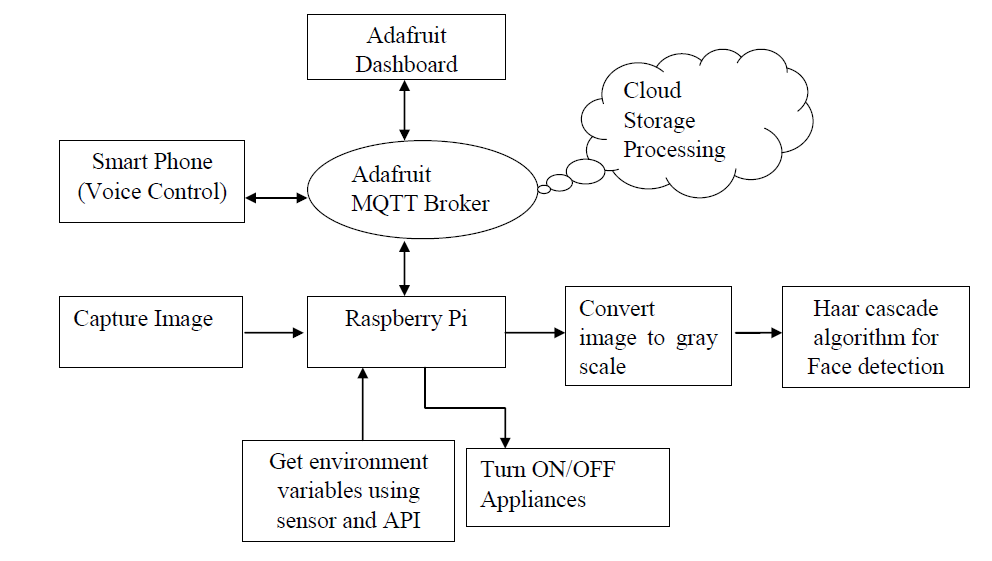 Adafruit
Dashboard
Cloud
Storage
Processing
Smart Phone
(Voice Control)
Adafruit
MQTT Broker
Capture Image
Raspberry Pi
Convert
image to gray
scale
Haar cascade
algorithm for
Face detection
Get environment
variables using
sensor and API
Turn ON/OFF
Appliances